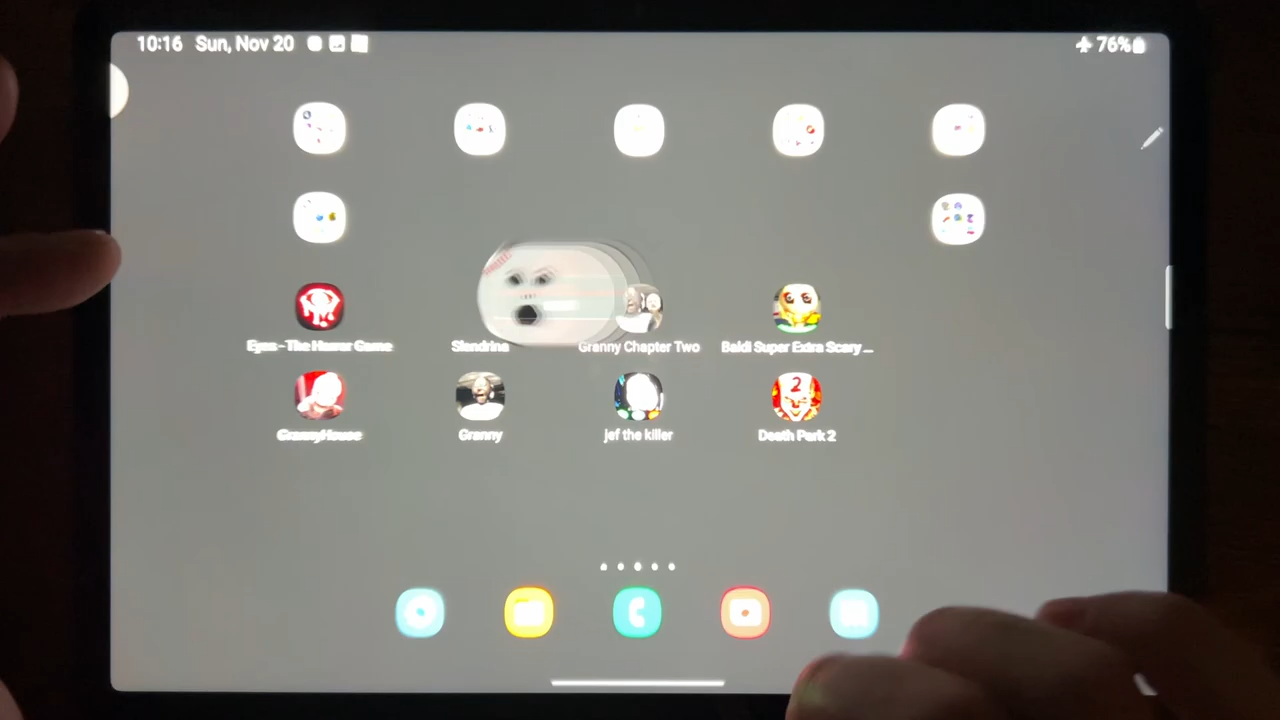 10:16 Sun, Nov 20
76%
Eyes - The Horror Game
Slendrina
Granny Chapter Two
Baldi Super Extra Scary ...
GrannyHouse
Granny
jef the killer
2
Death Park 2